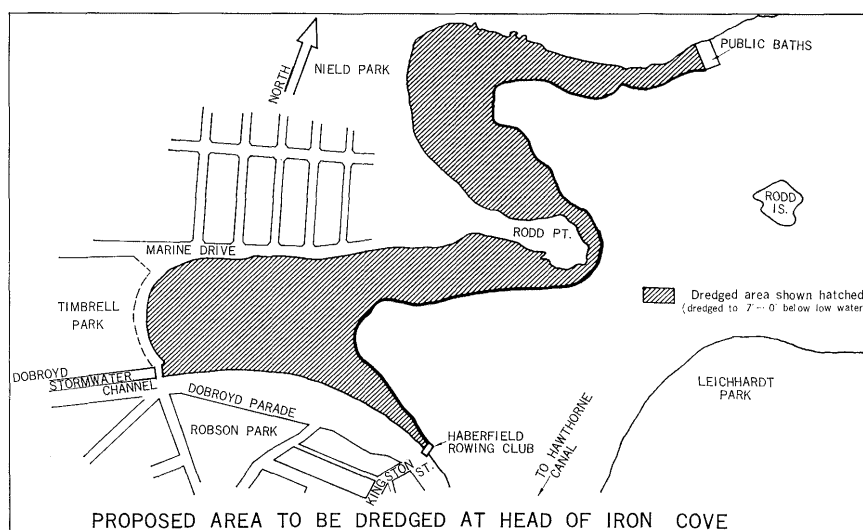 PUBLIC BATHS
NORTH
NIELD PARK
RODD
IS.
RODD PT.
MARINE DRIVE
TIMBRELL
PARK
Dredged area shown hatched
(dredged to 7'-0" below low water
DOBROYD
STORMWATER
CHANNEL
DOBROYD PARADE
ROBSON PARK
LEICHHARDT
PARK
HABERFIELD
ROWING CLUB
TO HAWTHORNE
CANAL
KINGSTON ST.
PROPOSED AREA TO BE DREDGED AT HEAD OF IRON COVE